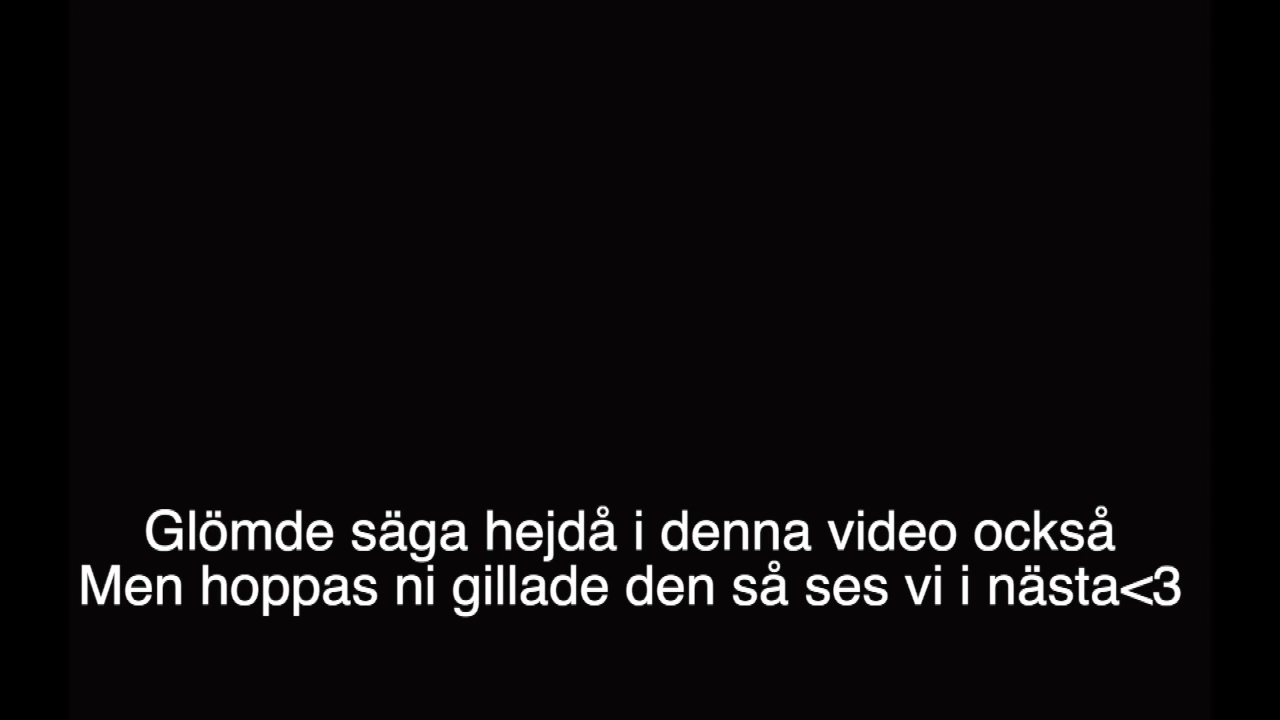 Glömde säga hejdå i denna video också
Men hoppas ni gillade den så ses vi i nästa<3